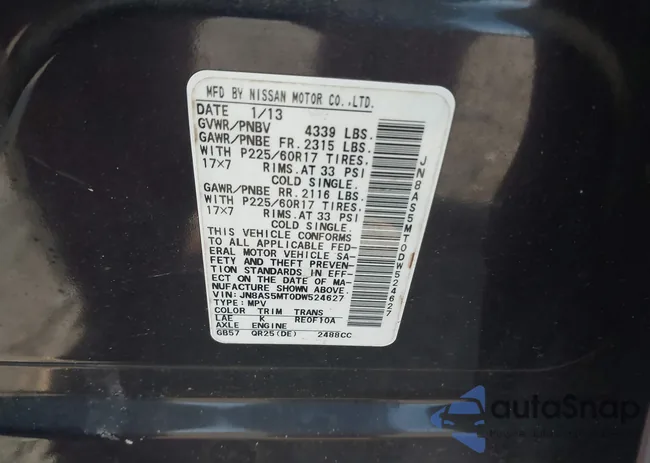 MFD BY NISSAN MOTOR CO.,LTD.
DATE 1/13
GVWR/PNBV 4339 LBS.
GAWR/PNBE FR. 2315 LBS.
WITH P225/60R17 TIRES.
17×7 RIMS.AT 33 PSI
COLD SINGLE.
GAWR/PNBE RR. 2116 LBS.
WITH P225/60R17 TIRES.
17×7 RIMS.AT 33 PSI
COLD SINGLE.
THIS VEHICLE CONFORMS
TO ALL APPLICABLE FED-
ERAL MOTOR VEHICLE SA-
FETY AND THEFT PREVEN-
TION STANDARDS IN EFF-
ECT ON THE DATE OF MA-
NUFACTURE SHOWN ABOVE.
VIN:JN8AS5MT0DW524627
TYPE:MPV
COLOR TRIM TRANS
LAE K RE0F10A
AXLE ENGINE
GB57 QR25(DE) 2488CC
JN8AS5MT0DW524627
autoSnap